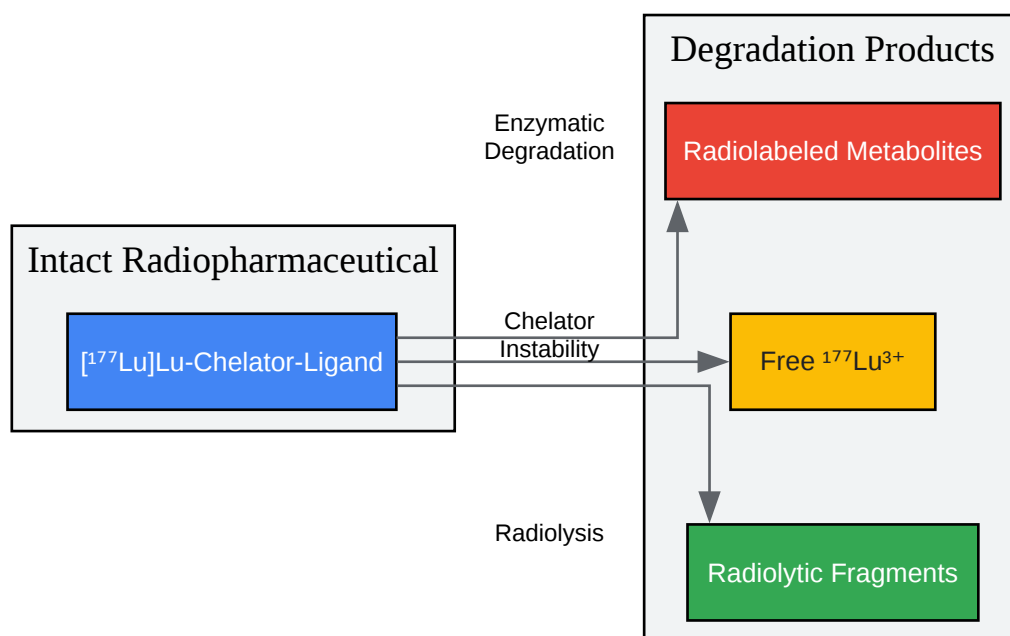 Degradation Products
Enzymatic
Degradation
Radiolabeled Metabolites
Intact Radiopharmaceutical
[¹⁷⁷Lu]Lu-Chelator-Ligand
Chelator
Instability
Free ¹⁷⁷Lu³⁺
Radiolysis
Radiolytic Fragments